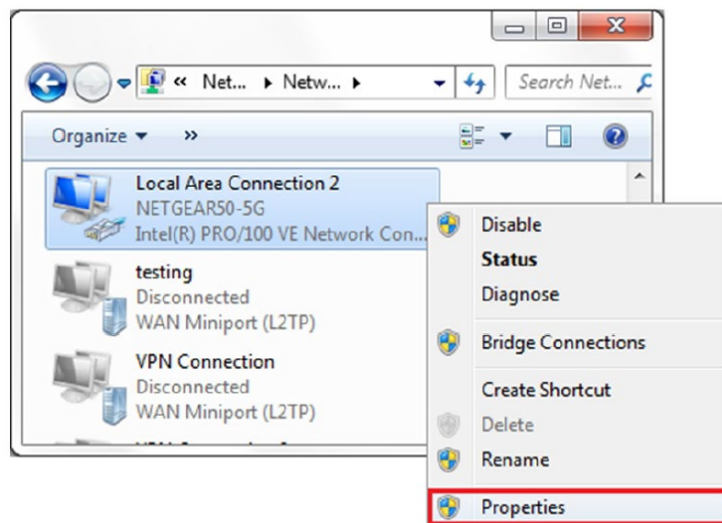 « Net... ▸ Netw... ▸
Search Net...
Organize
»
Local Area Connection 2
NETGEAR50-5G
Intel(R) PRO/100 VE Network Con...
testing
Disconnected
WAN Miniport (L2TP)
VPN Connection
Disconnected
WAN Miniport (L2TP)
Disable
Status
Diagnose
Bridge Connections
Create Shortcut
Delete
Rename
Properties